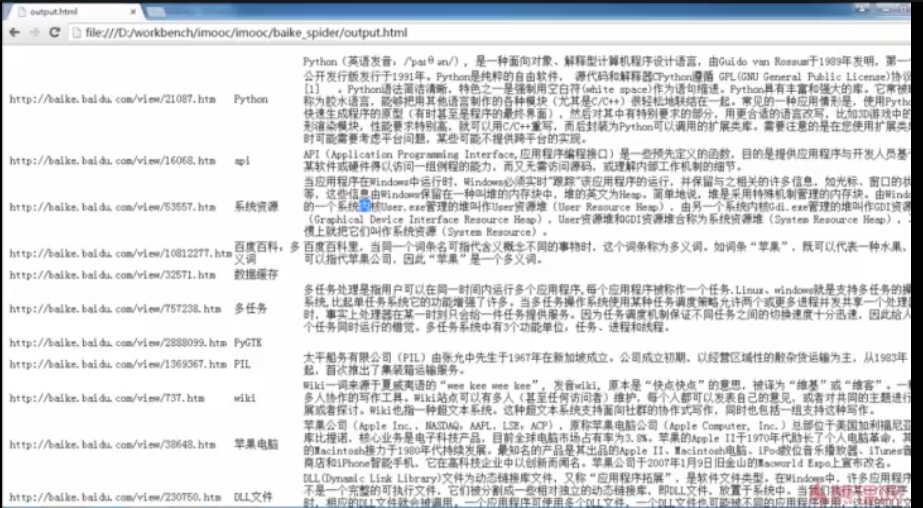 output.html
file:///D:/workbench/imooc/imooc/baike_spider/output.html
Python（英语发音：/ˈpaɪθən/），是一种面向对象、解释型计算机程序设计语言，由Guido van Rossum于1989年发明，第一
公开发行版发行于1991年。Python是纯粹的自由软件， 源代码和解释器CPython遵循 GPL(GNU General Public License)协议
[1] 。Python语法简洁清晰，特色之一是强制用空白符(white space)作为语句缩进。Python具有丰富和强大的库。它常被
http://baike.baidu.com/view/21087.htm Python
称为胶水语言，能够把用其他语言制作的各种模块（尤其是C/C++）很轻松地联结在一起。常见的一种应用情形是，使用Pytho
快速生成程序的原型（有时甚至是程序的最终界面），然后对其中有特别要求的部分，用更合适的语言改写，比如3D游戏中的
形渲染模块，性能要求特别高，就可以用C/C++重写，而后封装为Python可以调用的扩展类库。需要注意的是在您使用扩展类
时可能需要考虑平台问题，某些可能不提供跨平台的实现。
http://baike.baidu.com/view/16068.htm api
API（Application Programming Interface,应用程序编程接口）是一些预先定义的函数，目的是提供应用程序与开发人员基
某软件或硬件得以访问一组例程的能力，而又无需访问源码，或理解内部工作机制的细节。
当应用程序在Windows中运行时，Windows必须实时“跟踪”该应用程序的运行，并保留与之相关的许多信息，如光标、窗口的状
等，这些信息由Windows保留在一种叫堆的内存块中，堆的英文为Heap。简单地说，堆是采用特殊机制管理的内存块。由Wind
http://baike.baidu.com/view/53557.htm 系统资源
的一个系统内核User.exe管理的堆叫作User资源堆（User Resource Heap），由另一个系统内核Gdi.exe管理的堆叫作GDI资源
（Graphical Device Interface Resource Heap），User资源堆和GDI资源堆合称为系统资源堆（System Resource Heap），
惯上就把它们叫作系统资源（System Resource）。
http://baike.baidu.com/view/10812277.htm 百度百科：多义词
百度百科里，当同一个词条名可指代含义概念不同的事物时，这个词条称为多义词。如词条“苹果”，既可以代表一种水果，
可以指代苹果公司，因此“苹果”是一个多义词。
http://baike.baidu.com/view/32571.htm 数据缓存
多任务处理是指用户可以在同一时间内运行多个应用程序,每个应用程序被称作一个任务.Linux、windows就是支持多任务的操
系统,比起单任务系统它的功能增强了许多。当多任务操作系统使用某种任务调度策略允许两个或更多进程并发共享一个处理
http://baike.baidu.com/view/757238.htm 多任务
时，事实上处理器在某一时刻只会给一件任务提供服务。因为任务调度机制保证不同任务之间的切换速度十分迅速，因此给人
个任务同时运行的错觉。多任务系统中有3个功能单位：任务、进程和线程。
http://baike.baidu.com/view/2888099.htm PyGTK
http://baike.baidu.com/view/1369367.htm PIL
太平船务有限公司（PIL）由张允中先生于1967年在新加坡成立。公司成立初期，以经营区域性的散杂货运输为主，从1983年
起，首次推出了集装箱运输服务。
Wiki一词来源于夏威夷语的“wee kee wee kee”，发音wiki, 原本是“快点快点”的意思，被译为“维基”或“维客”。一
http://baike.baidu.com/view/737.htm wiki
多人协作的写作工具。Wiki站点可以有多人（甚至任何访问者）维护，每个人都可以发表自己的意见，或者对共同的主题进行
展或者探讨。Wiki也指一种超文本系统。这种超文本系统支持面向社群的协作式写作，同时也包括一组支持这种写作。
苹果公司（Apple Inc., NASDAQ：AAPL，LSE：ACP），原称苹果电脑公司（Apple Computer, Inc.）总部位于美国加利福尼亚
库比提诺，核心业务是电子科技产品，目前全球电脑市场占有率为3.8%。苹果的Apple II于1970年代助长了个人电脑革命，其
http://baike.baidu.com/view/38648.htm 苹果电脑
的Macintosh接力于1980年代持续发展。最知名的产品是其出品的Apple II、Macintosh电脑、iPod数位音乐播放器、iTunes音
商店和iPhone智能手机，它在高科技企业中以创新而闻名。苹果公司于2007年1月9日旧金山的Macworld Expo上宣布改名。
DLL(Dynamic Link Library)文件为动态链接库文件，又称“应用程序拓展”，是软件文件类型。在Windows中，许多应用程序
http://baike.baidu.com/view/230750.htm DLL文件
不是一个完整的可执行文件，它们被分割成一些相对独立的动态链接库，即DLL文件，放置于系统中。当我们执行某一个程序
时，相应的DLL文件就会被调用。一个应用程序可使用多个DLL文件，一个DLL文件也可能被不同的应用程序使用，这样的DLL文